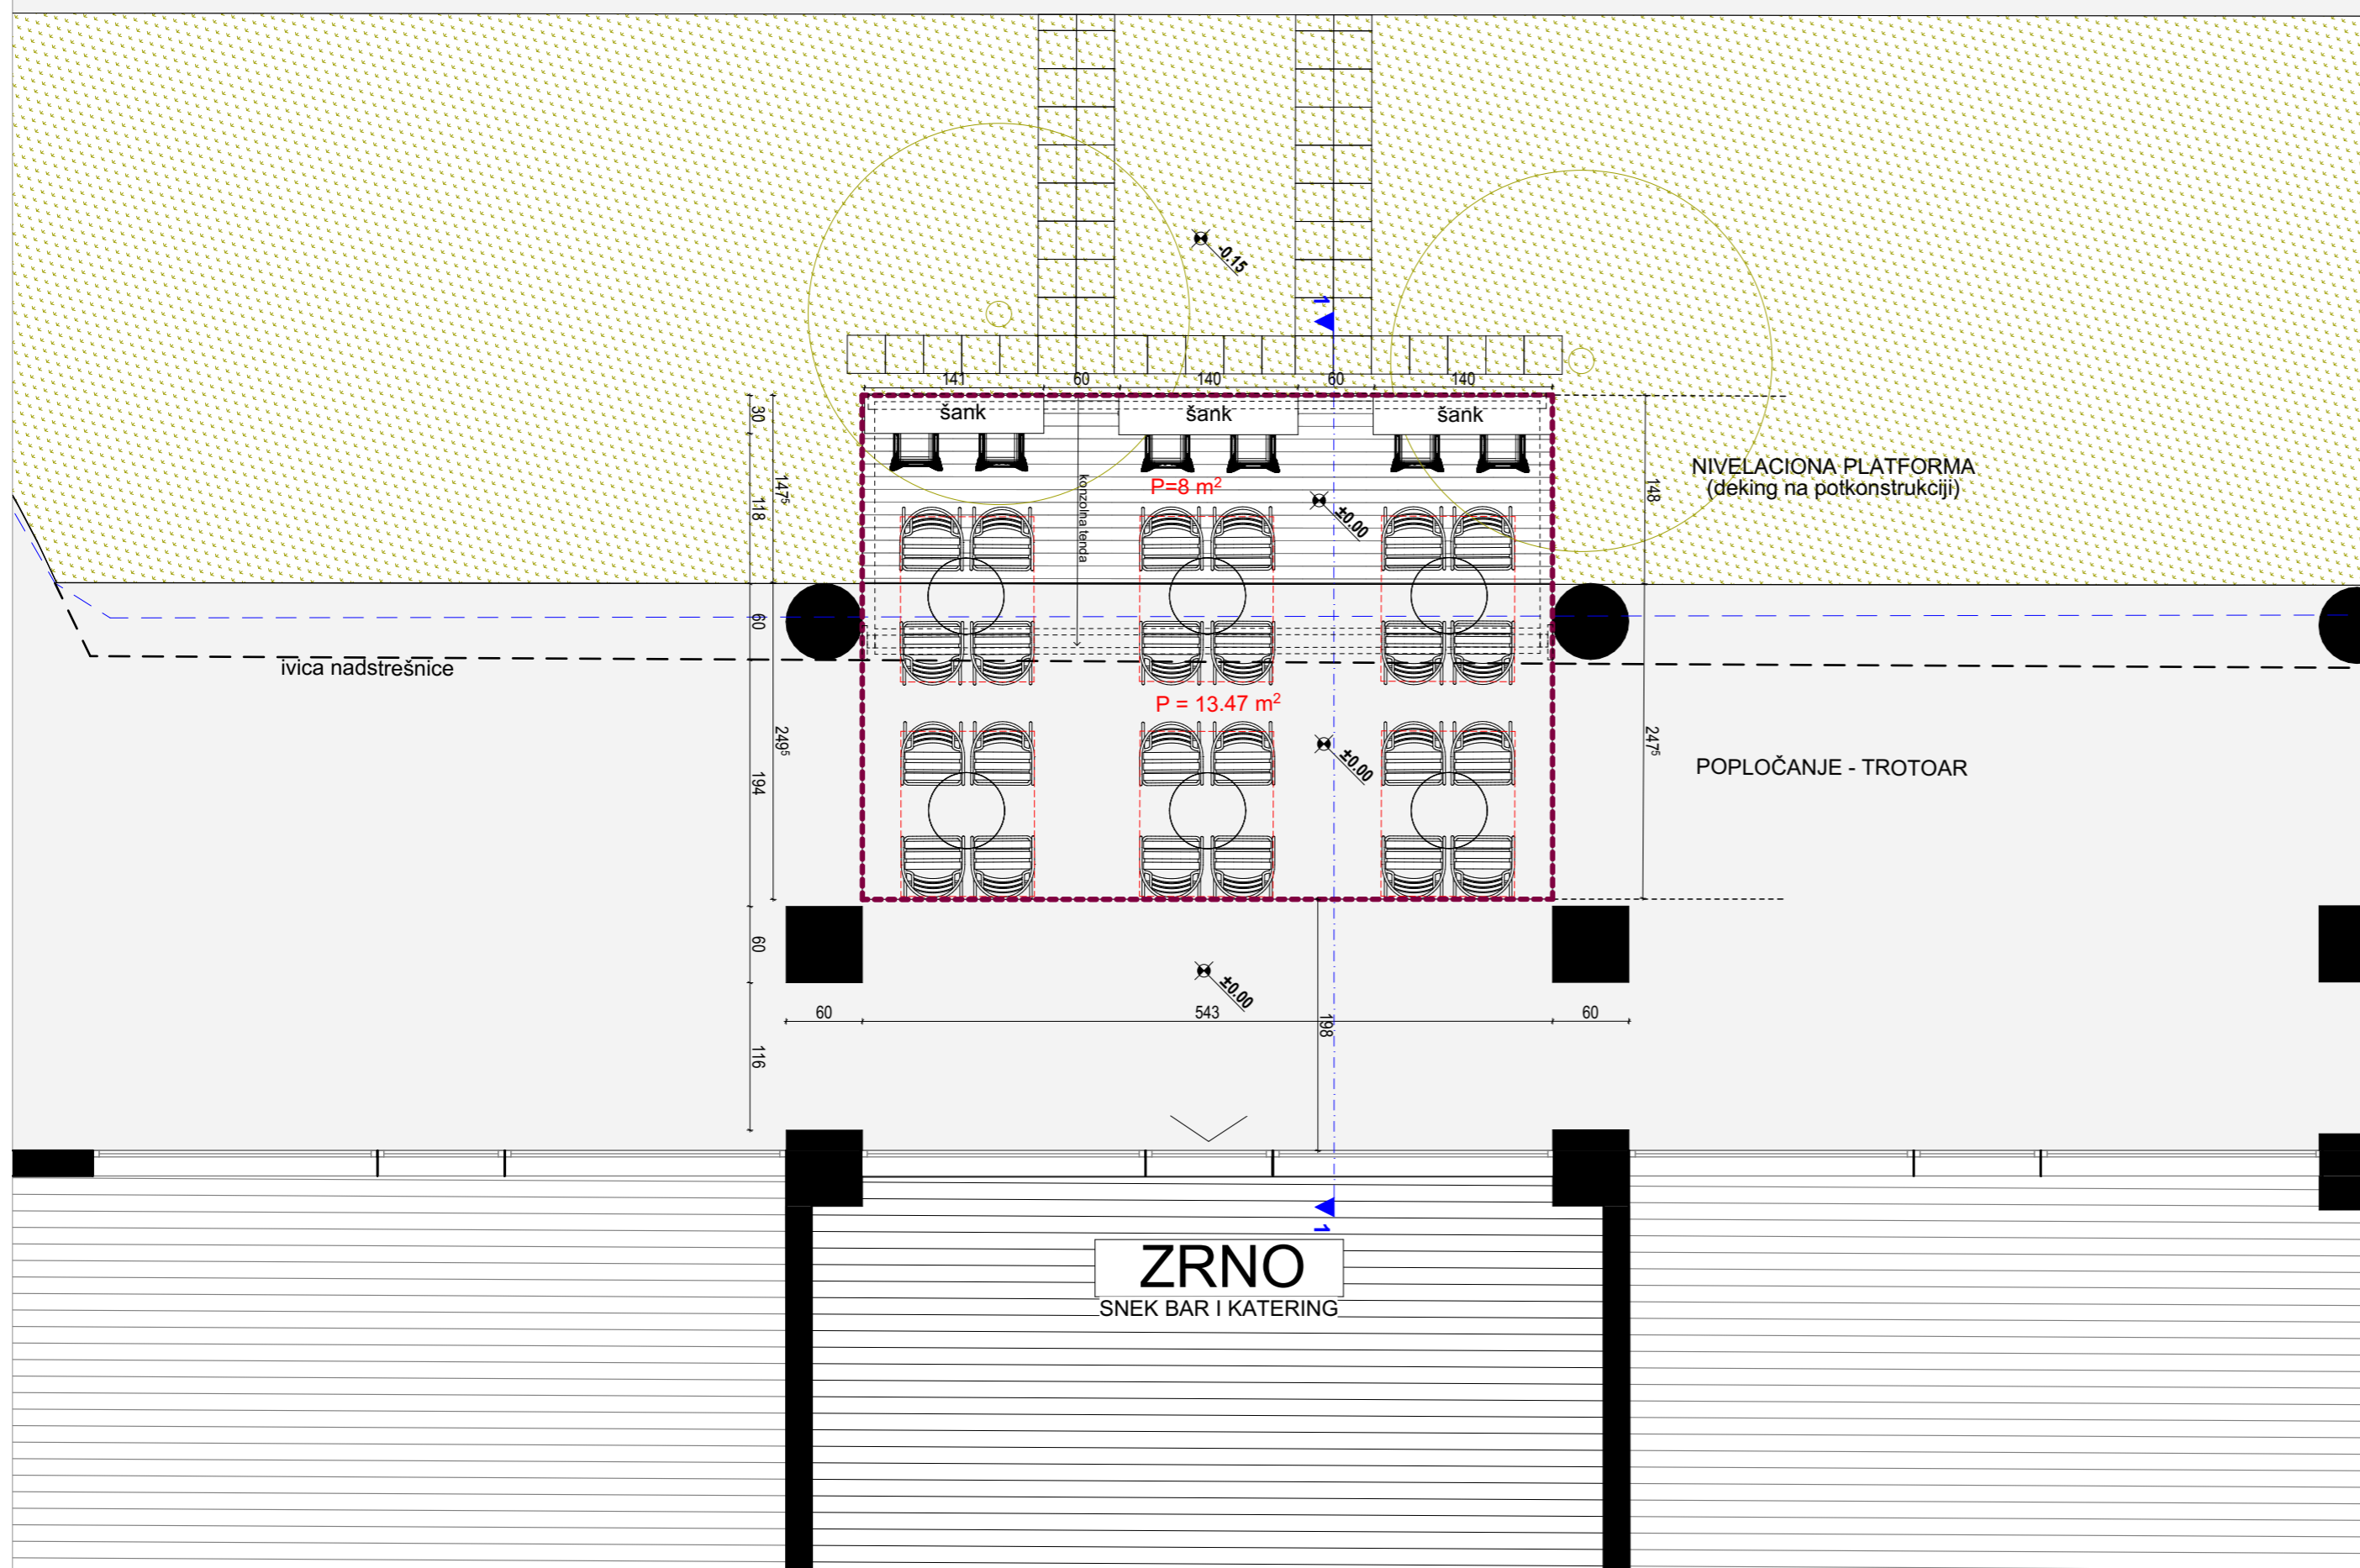 -0.15
1
141
60
140
60
140
30
šank
šank
šank
147⁵
118
konzolna tenda
P=8 m²
±0.00
148
NIVELACIONA PLATFORMA
(deking na potkonstrukciji)
60
ivica nadstrešnice
P = 13.47 m²
249⁵
194
±0.00
247⁵
POPLOČANJE - TROTOAR
60
±0.00
60
543
198
60
116
1
ZRNO
SNEK BAR I KATERING